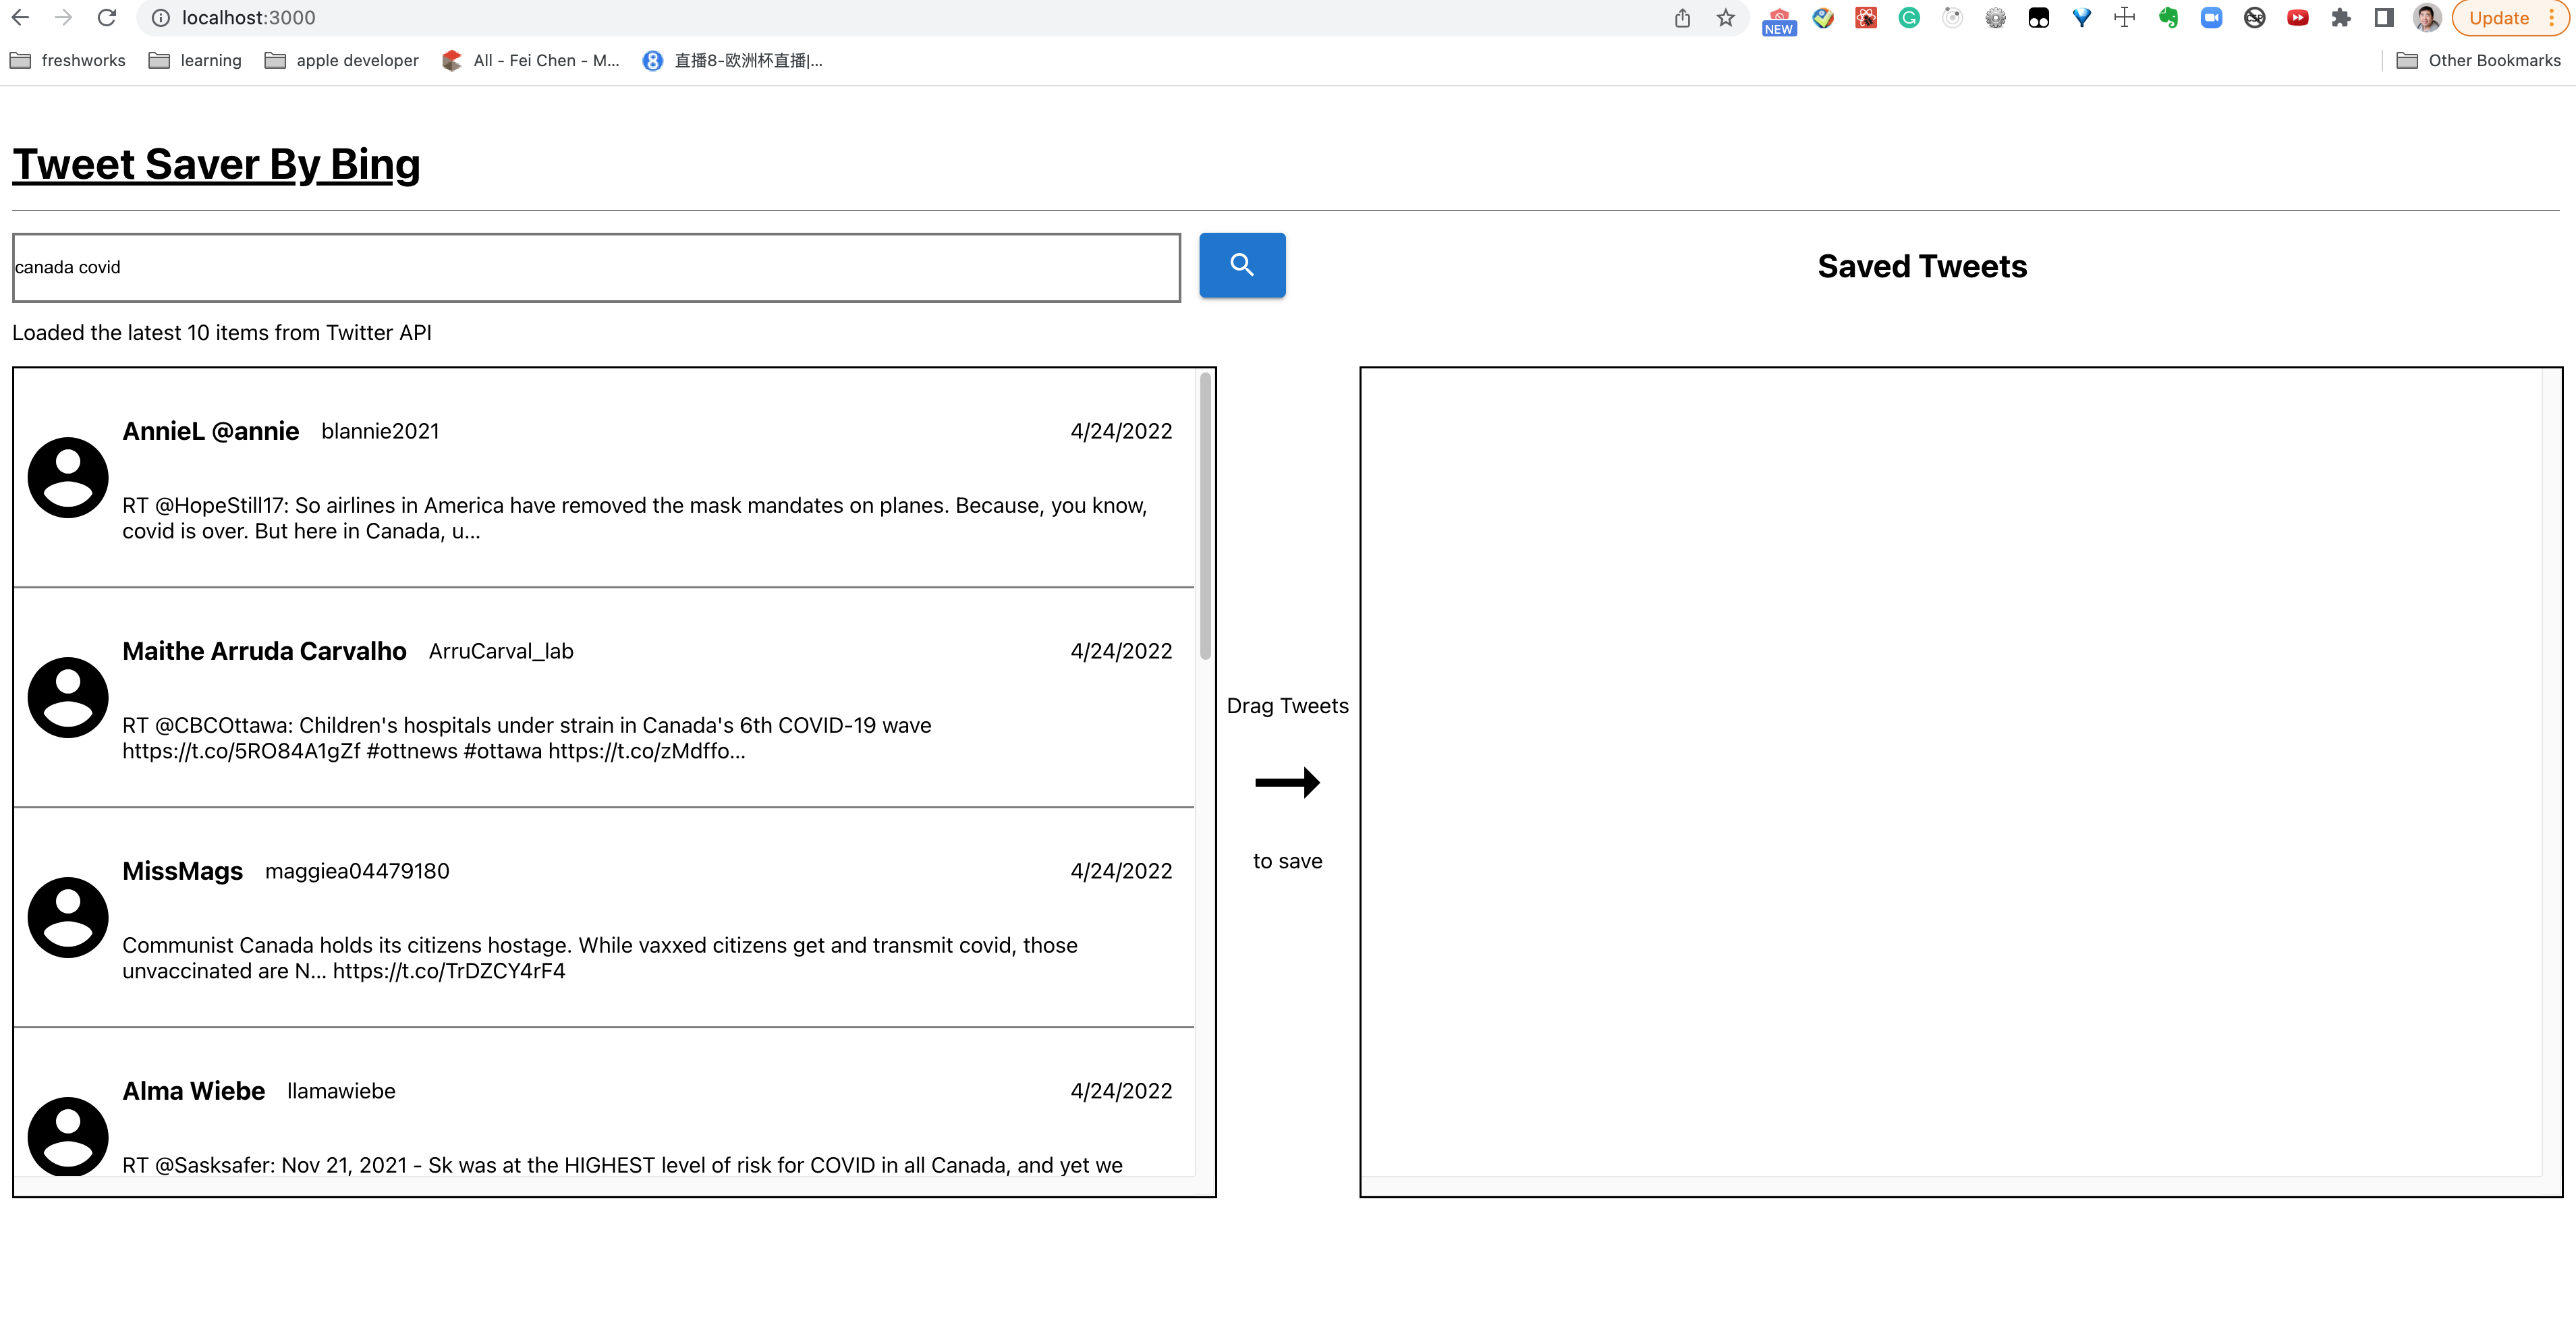 localhost:3000
NEW
Update
freshworks
learning
apple developer
All - Fei Chen - M...
直播8-欧洲杯直播|...
Other Bookmarks
Tweet Saver By Bing
canada covid
Saved Tweets
Loaded the latest 10 items from Twitter API
AnnieL @annie blannie2021 4/24/2022
RT @HopeStill17: So airlines in America have removed the mask mandates on planes. Because, you know,
covid is over. But here in Canada, u...
Maithe Arruda Carvalho ArruCarval_lab 4/24/2022
RT @CBCOttawa: Children's hospitals under strain in Canada's 6th COVID-19 wave
https://t.co/5RO84A1gZf #ottnews #ottawa https://t.co/zMdffo...
MissMags maggiea04479180 4/24/2022
Communist Canada holds its citizens hostage. While vaxxed citizens get and transmit covid, those
unvaccinated are N... https://t.co/TrDZCY4rF4
Alma Wiebe llamawiebe 4/24/2022
RT @Sasksafer: Nov 21, 2021 - Sk was at the HIGHEST level of risk for COVID in all Canada, and yet we
Drag Tweets
to save